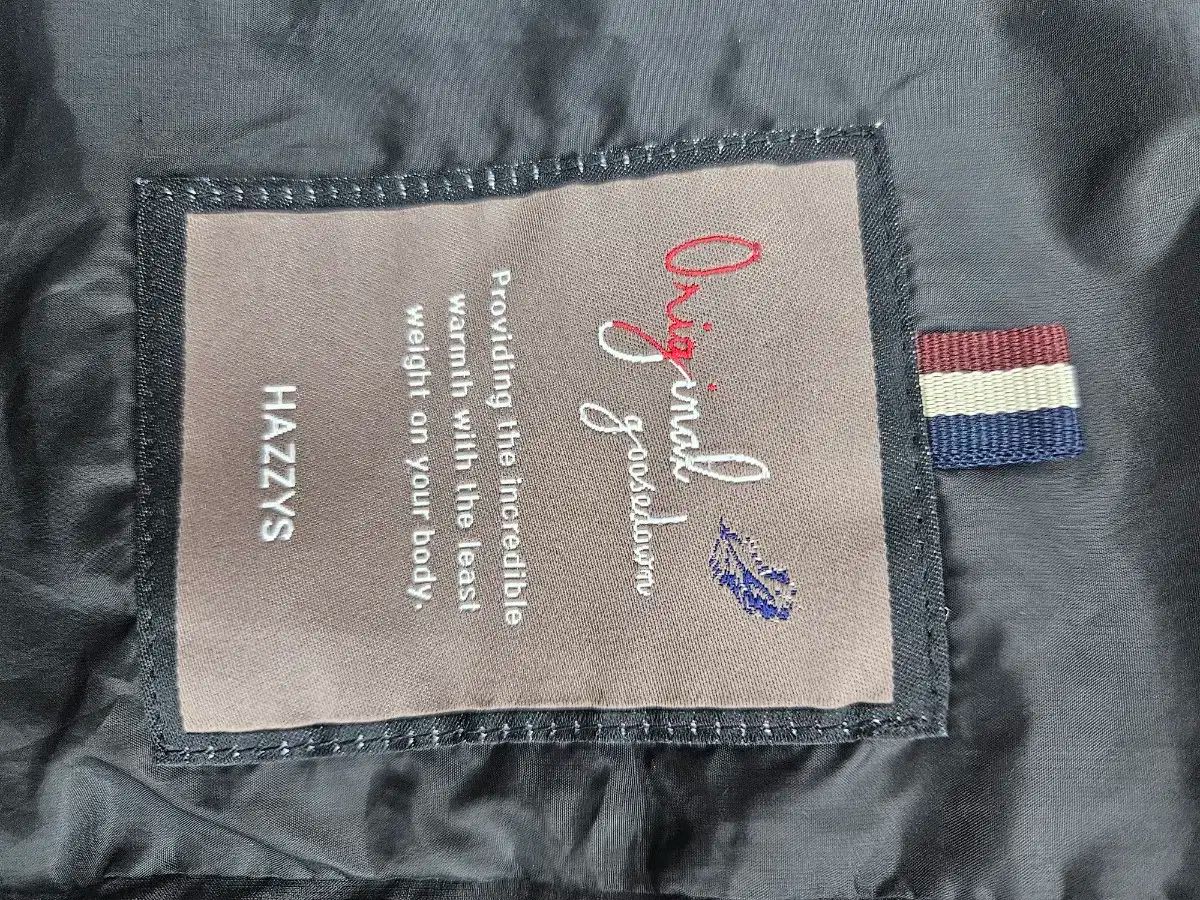 Original
goosedown
Providing the incredible
warmth with the least
weight on your body.
HAZZYS